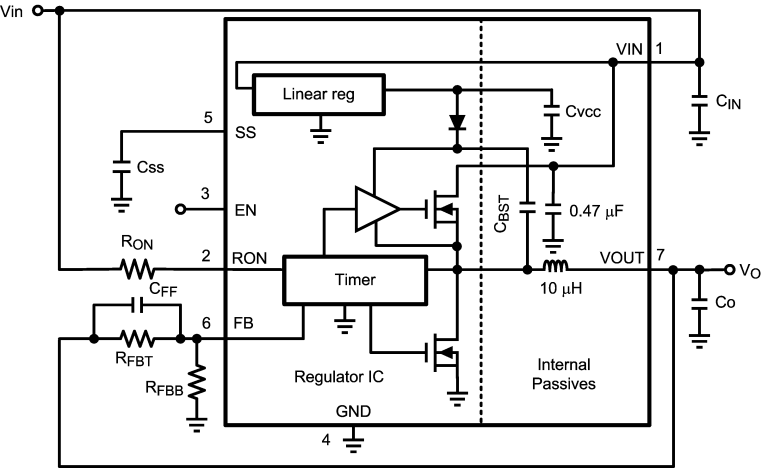 Vin
VIN 1
Linear reg
CIN
Cvcc
5
SS
Css
3
EN
CBST
0.47 µF
RON
2
RON
VOUT 7
Timer
VO
10 µH
CFF
Co
6
FB
RFBT
RFBB
Regulator IC
Internal
Passives
GND
4